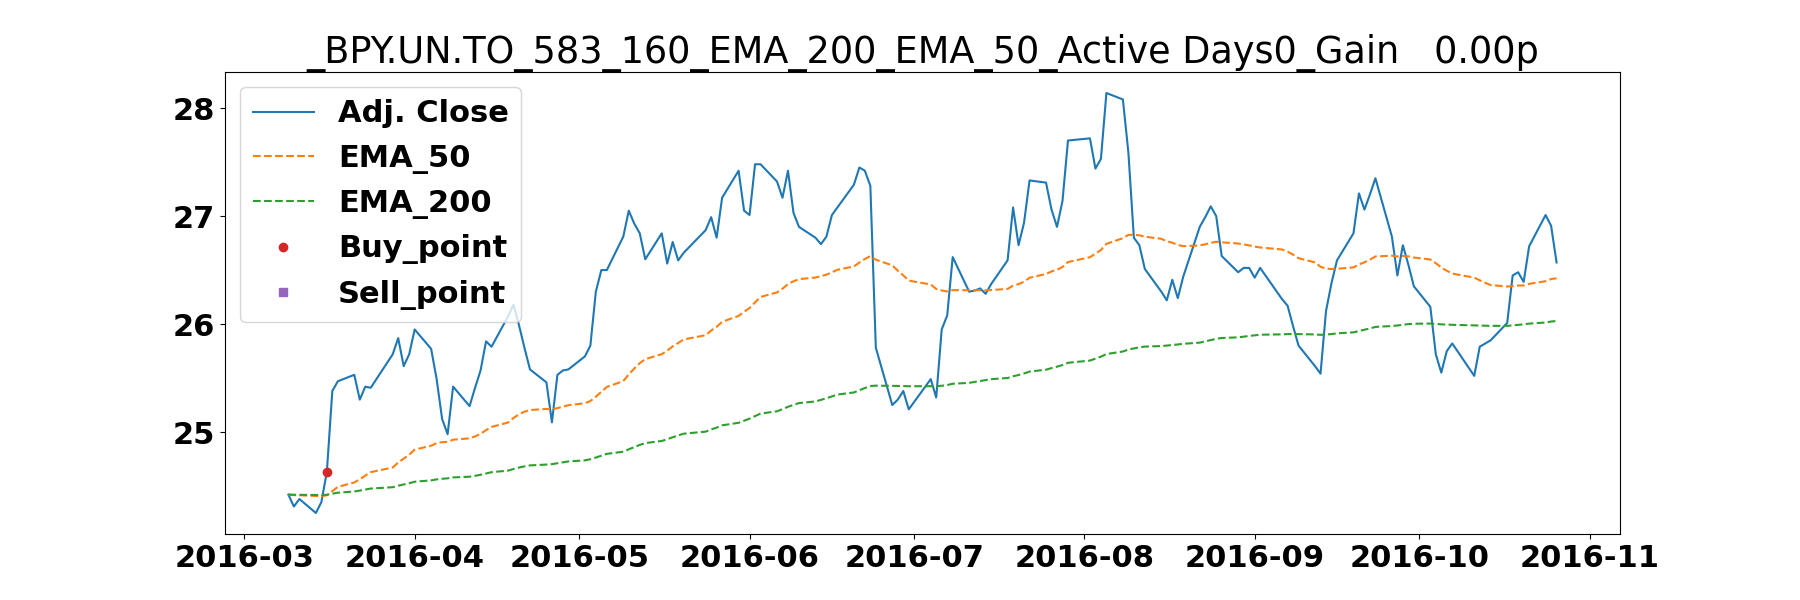 _BPY.UN.TO_583_160_EMA_200_EMA_50_Active Days0_Gain   0.00p
28
27
26
25
Adj. Close
EMA_50
EMA_200
Buy_point
Sell_point
2016-03 2016-04 2016-05 2016-06 2016-07 2016-08 2016-09 2016-10 2016-11